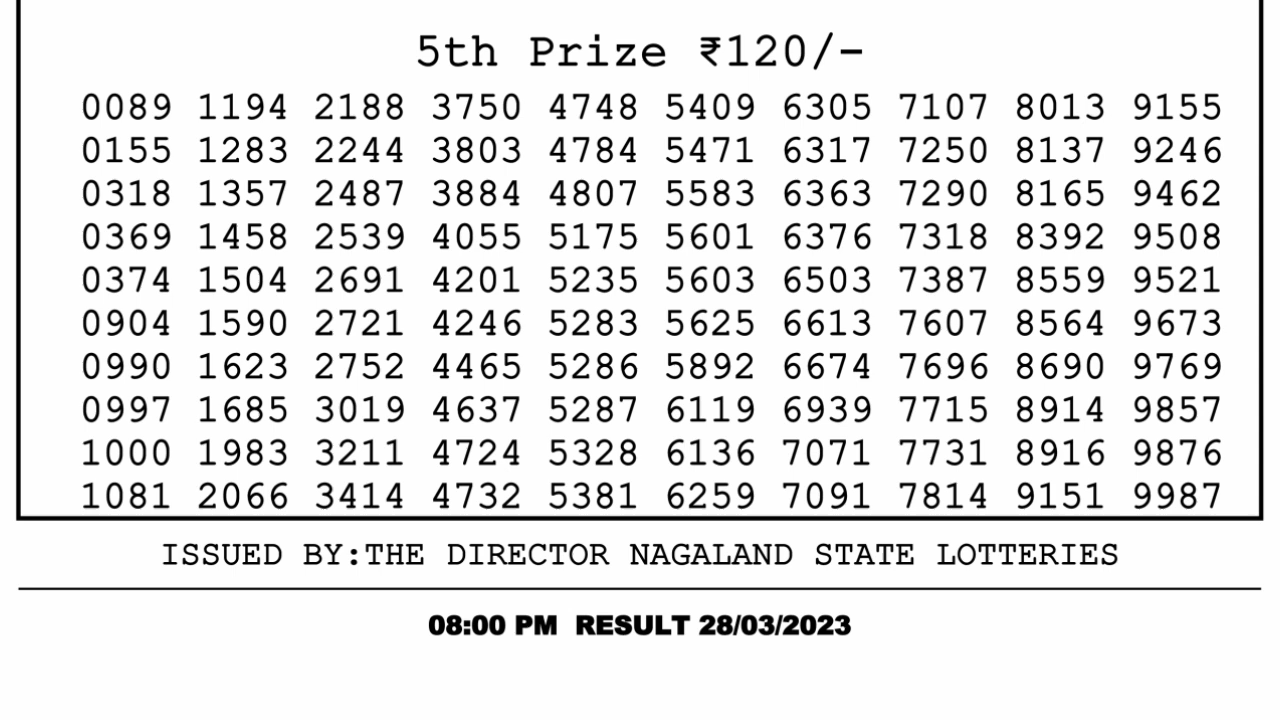 5th Prize ₹120/-
0089 1194 2188 3750 4748 5409 6305 7107 8013 9155
0155 1283 2244 3803 4784 5471 6317 7250 8137 9246
0318 1357 2487 3884 4807 5583 6363 7290 8165 9462
0369 1458 2539 4055 5175 5601 6376 7318 8392 9508
0374 1504 2691 4201 5235 5603 6503 7387 8559 9521
0904 1590 2721 4246 5283 5625 6613 7607 8564 9673
0990 1623 2752 4465 5286 5892 6674 7696 8690 9769
0997 1685 3019 4637 5287 6119 6939 7715 8914 9857
1000 1983 3211 4724 5328 6136 7071 7731 8916 9876
1081 2066 3414 4732 5381 6259 7091 7814 9151 9987
ISSUED BY:THE DIRECTOR NAGALAND STATE LOTTERIES
08:00 PM RESULT 28/03/2023